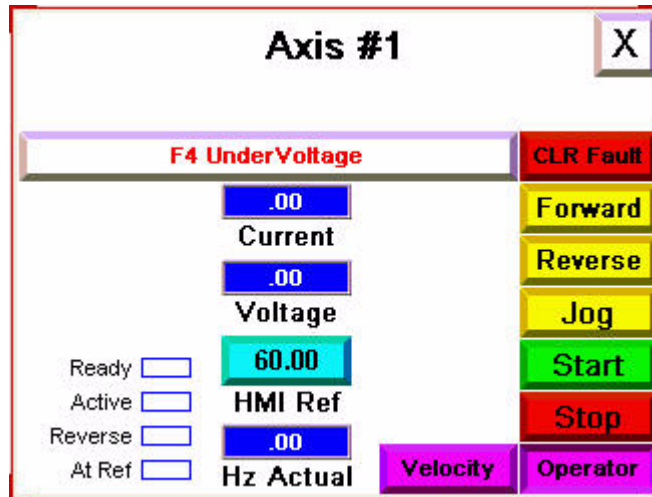 Axis #1
X
F4 UnderVoltage
CLR Fault
.00
Current
Forward
Reverse
.00
Voltage
Jog
60.00
HMI Ref
Start
Ready
Active
Reverse
At Ref
Stop
.00
Hz Actual
Velocity
Operator